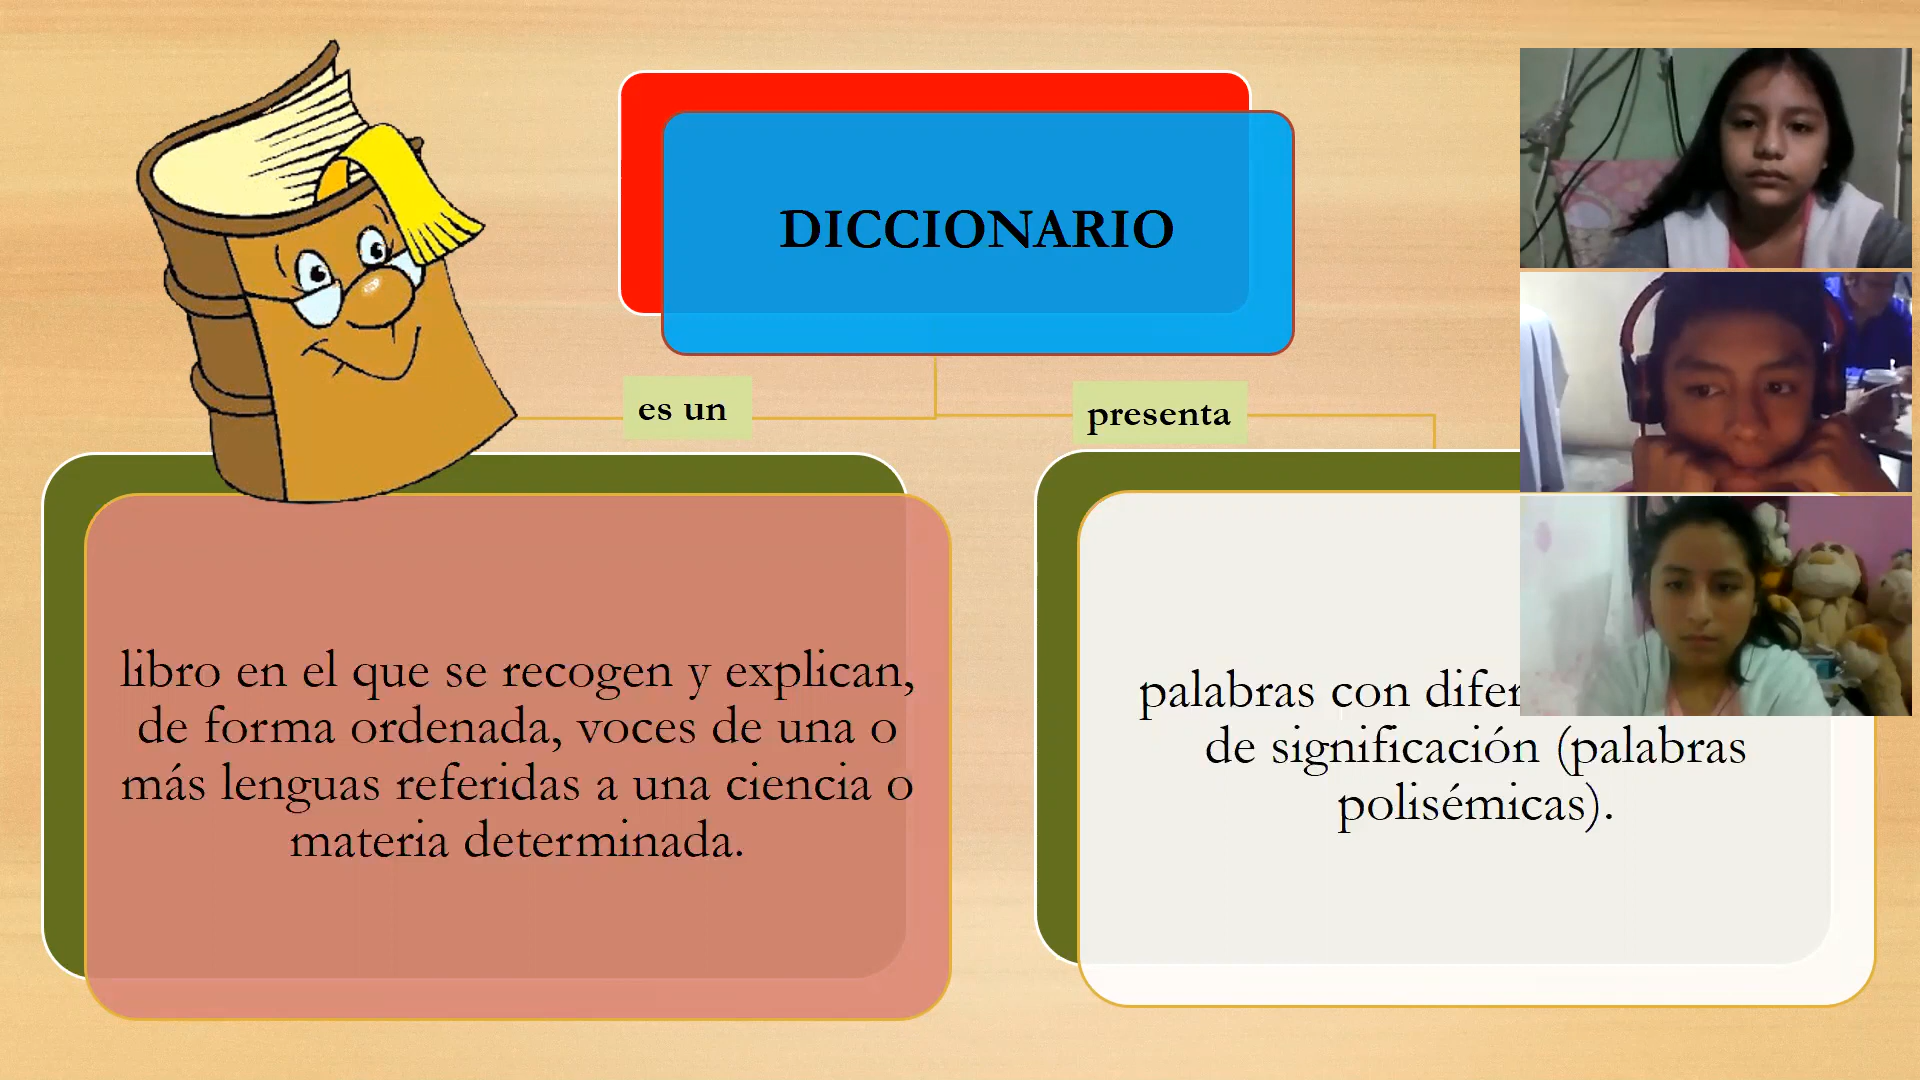 DICCIONARIO
es un
presenta
libro en el que se recogen y explican,
de forma ordenada, voces de una o
más lenguas referidas a una ciencia o
materia determinada.
palabras con
de significación (palabras
polisémicas).